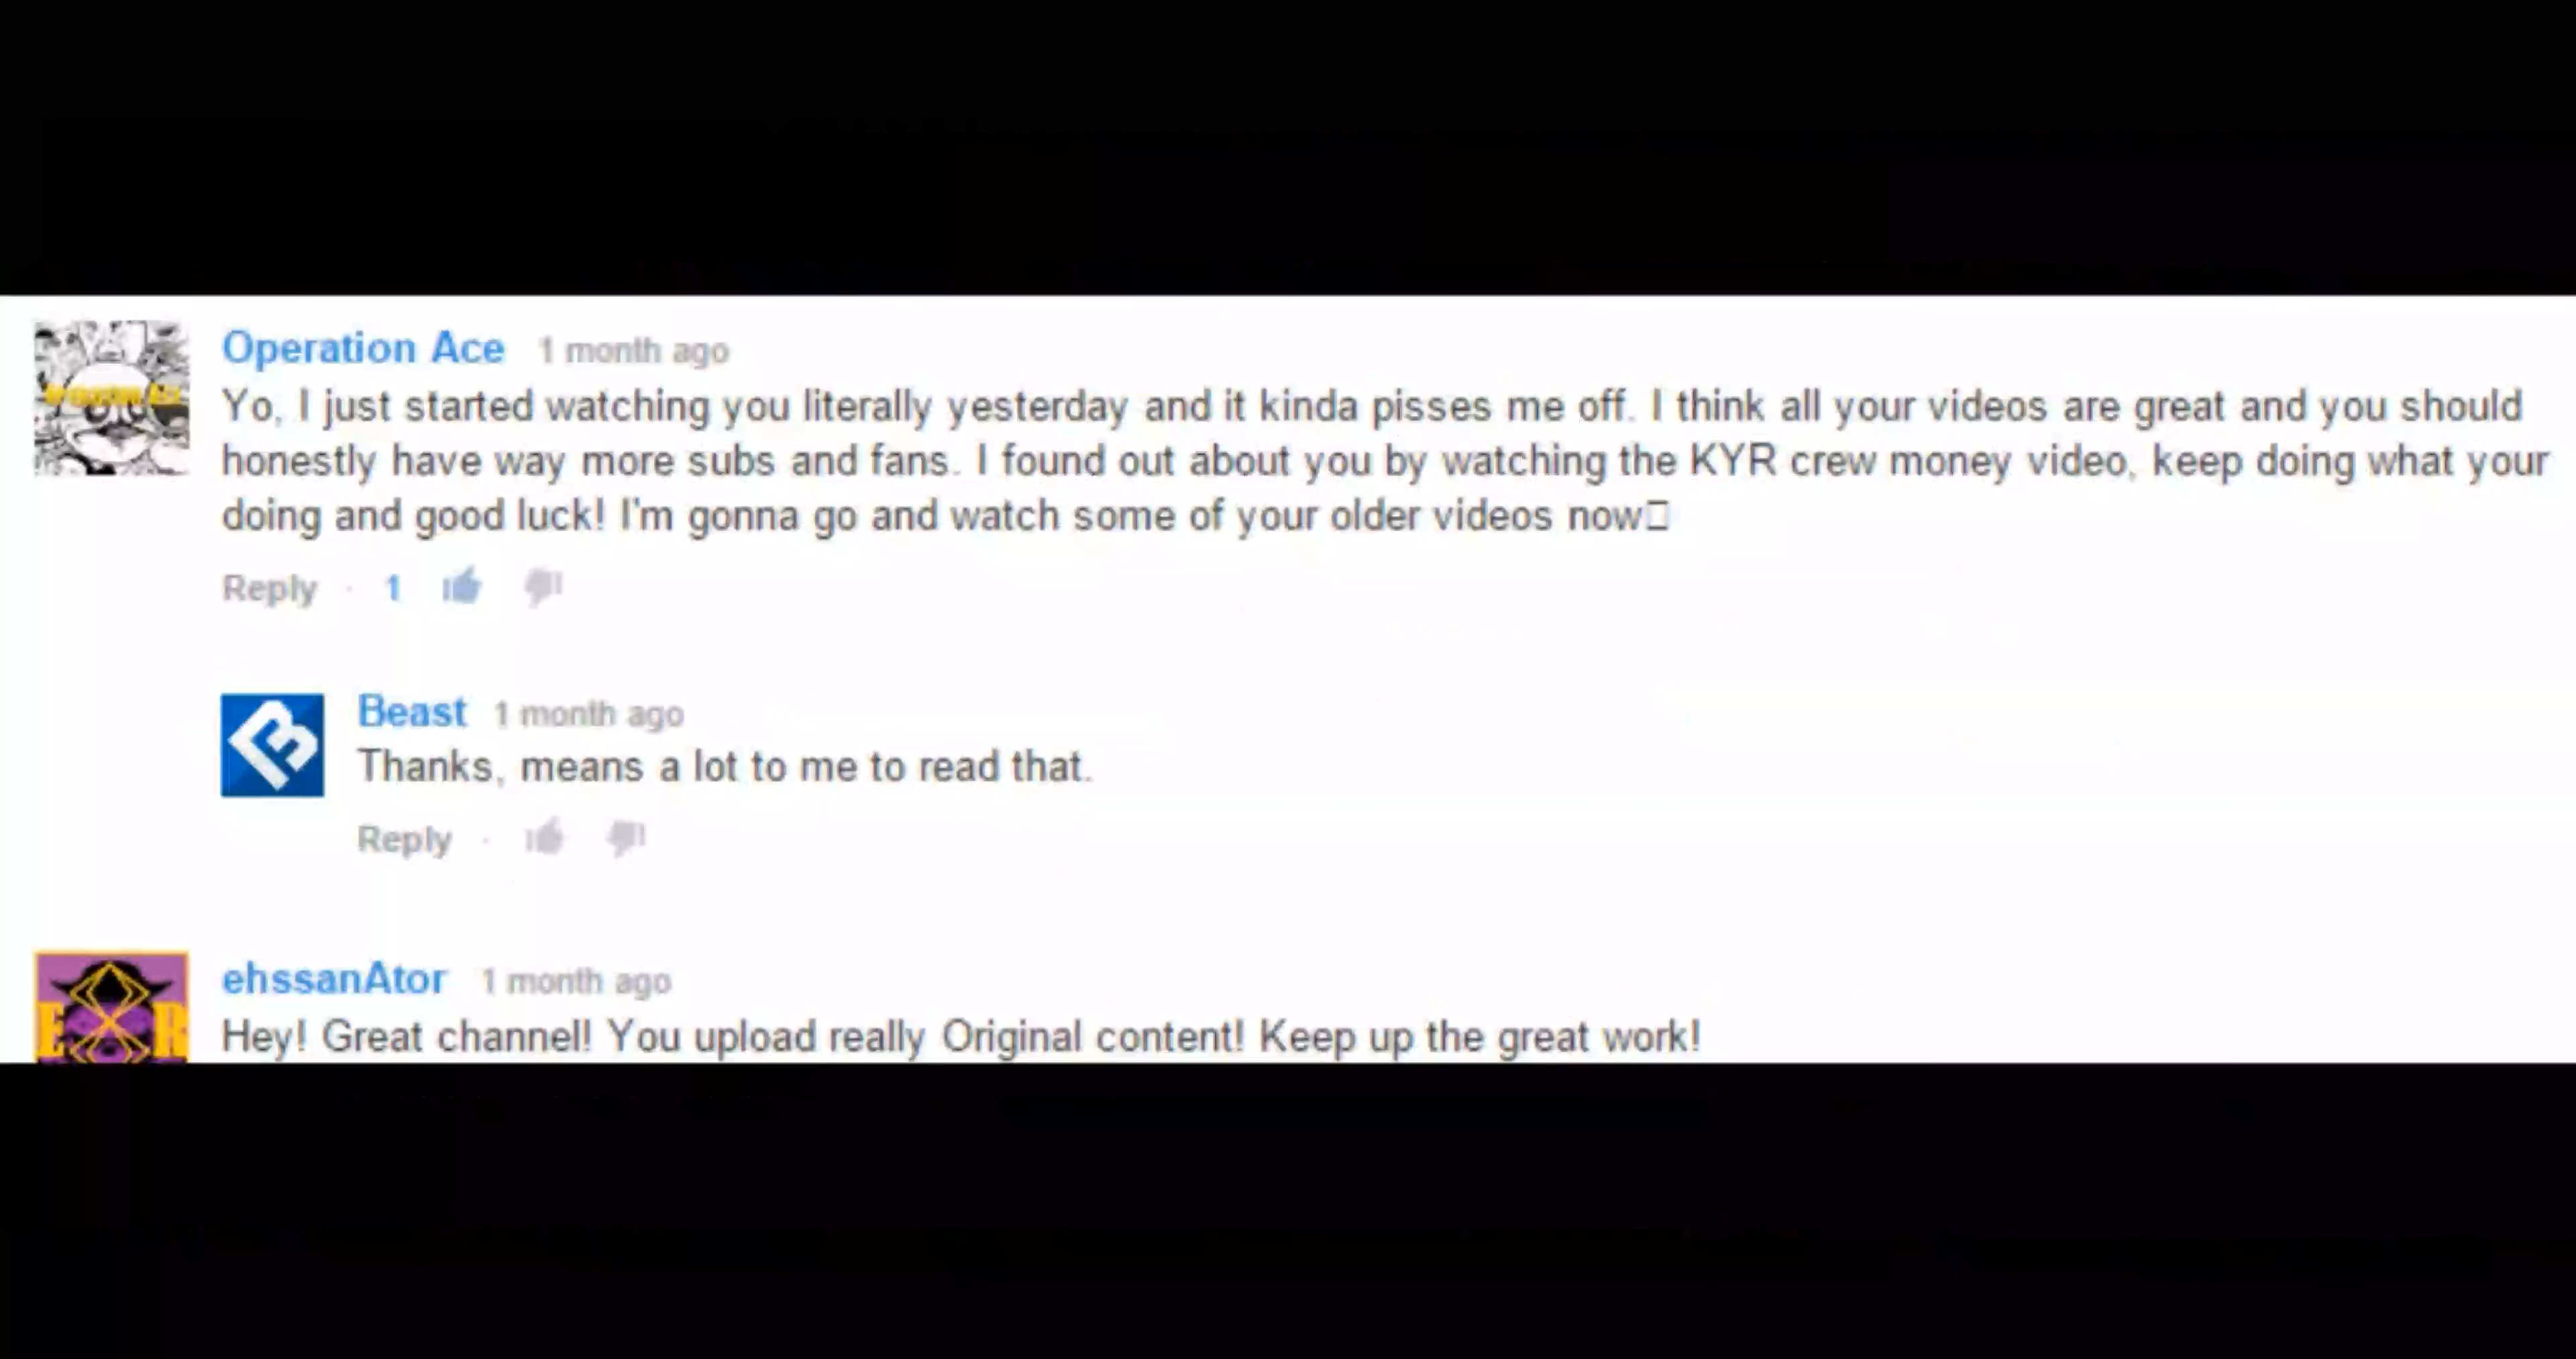 Operation Ace 1 month ago
Yo, I just started watching you literally yesterday and it kinda pisses me off. I think all your videos are great and you should
honestly have way more subs and fans. I found out about you by watching the KYR crew money video, keep doing what your
doing and good luck! I'm gonna go and watch some of your older videos now
Reply · 1
Beast 1 month ago
Thanks, means a lot to me to read that.
Reply ·
ehssanAtor 1 month ago
Hey! Great channel! You upload really Original content! Keep up the great work!